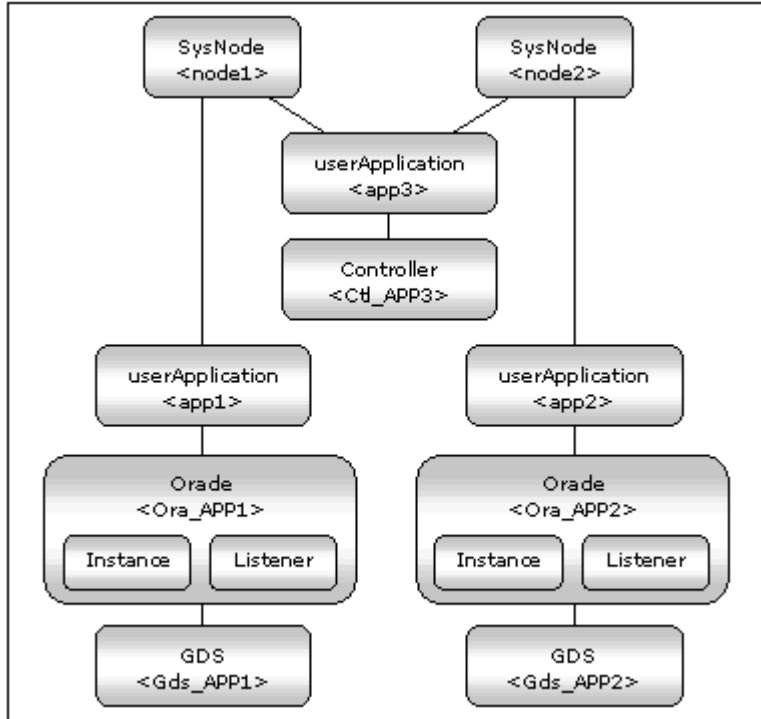 SysNode
<node1>
SysNode
<node2>
userApplication
<app3>
Controller
<Ctl_APP3>
userApplication
<app1>
userApplication
<app2>
Orade
<Ora_APP1>
Instance
Listener
Orade
<Ora_APP2>
Instance
Listener
GDS
<Gds_APP1>
GDS
<Gds_APP2>